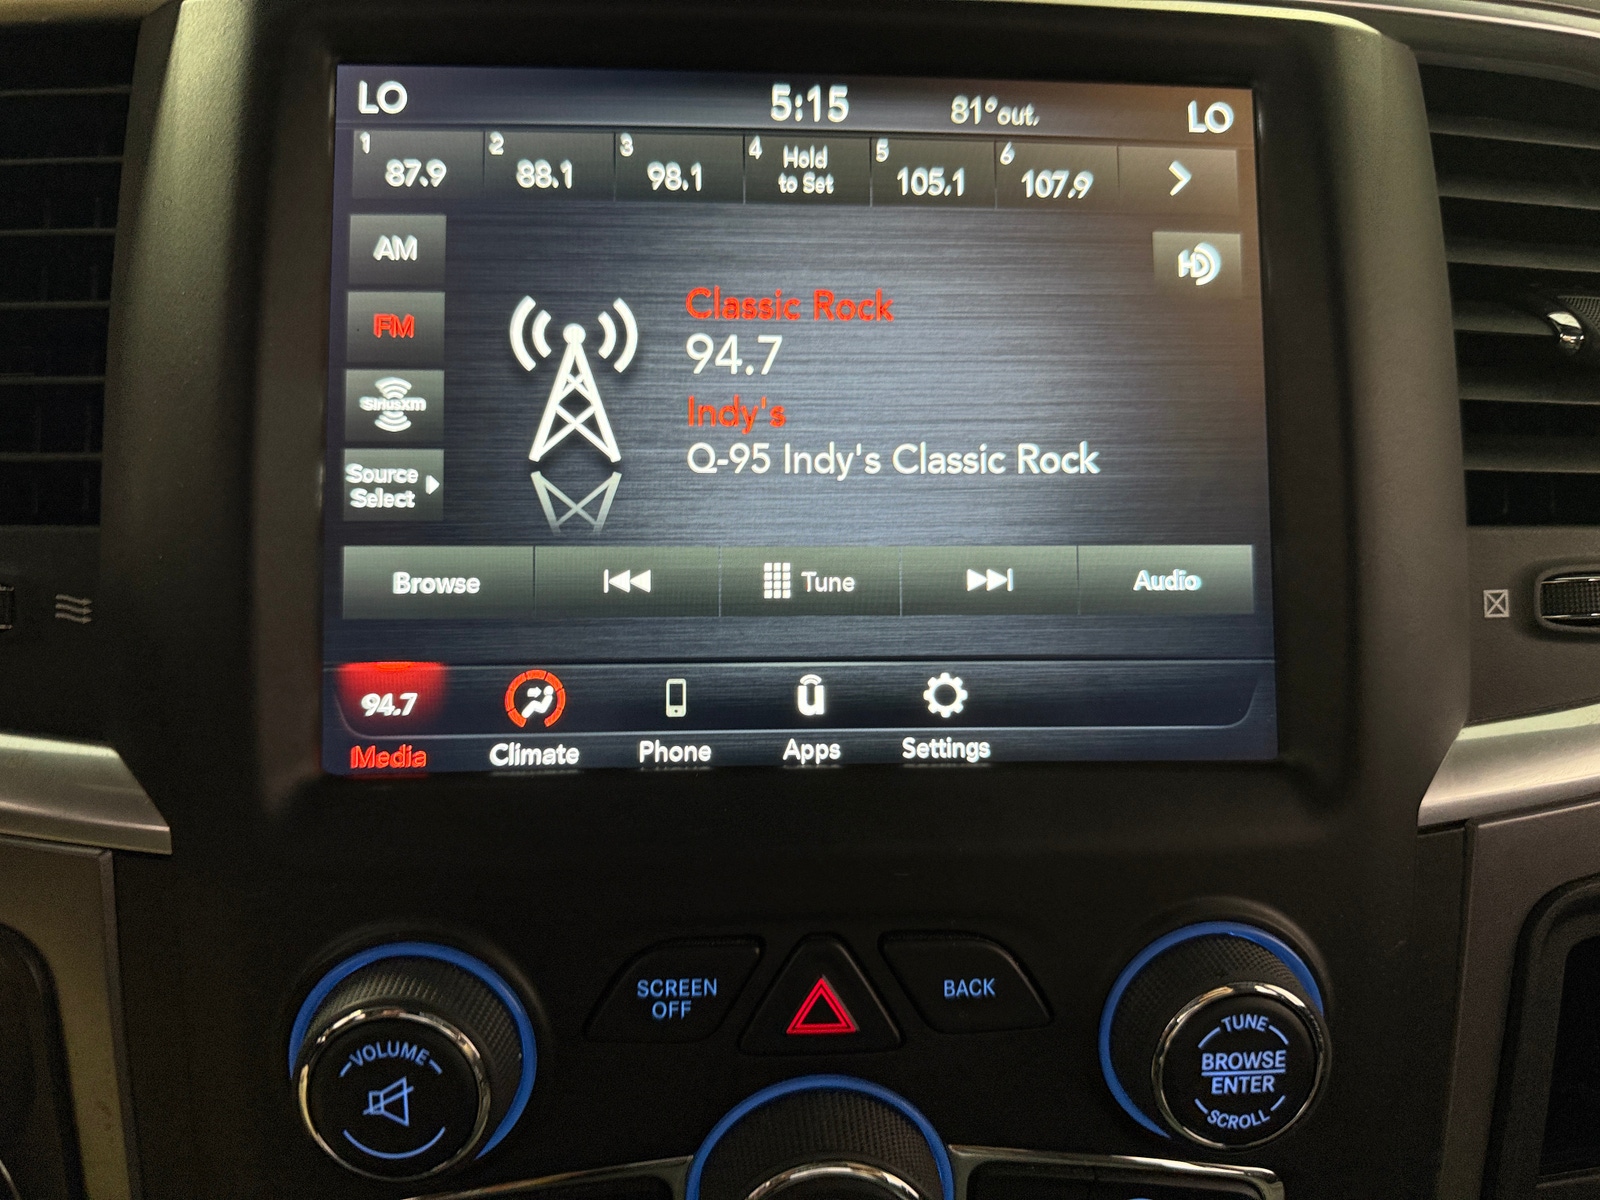 LO 5:15 81° out. LO
1 87.9 2 88.1 3 98.1 4 Hold to Set 5 105.1 6 107.9
AM
HD
FM
Classic Rock
94.7
SiriusXm
Indy's
Q-95 Indy's Classic Rock
Source
Select
Browse Tune Audio
94.7
Media Climate Phone Apps Settings
SCREEN
OFF
BACK
VOLUME
TUNE
BROWSE
ENTER
SCROLL